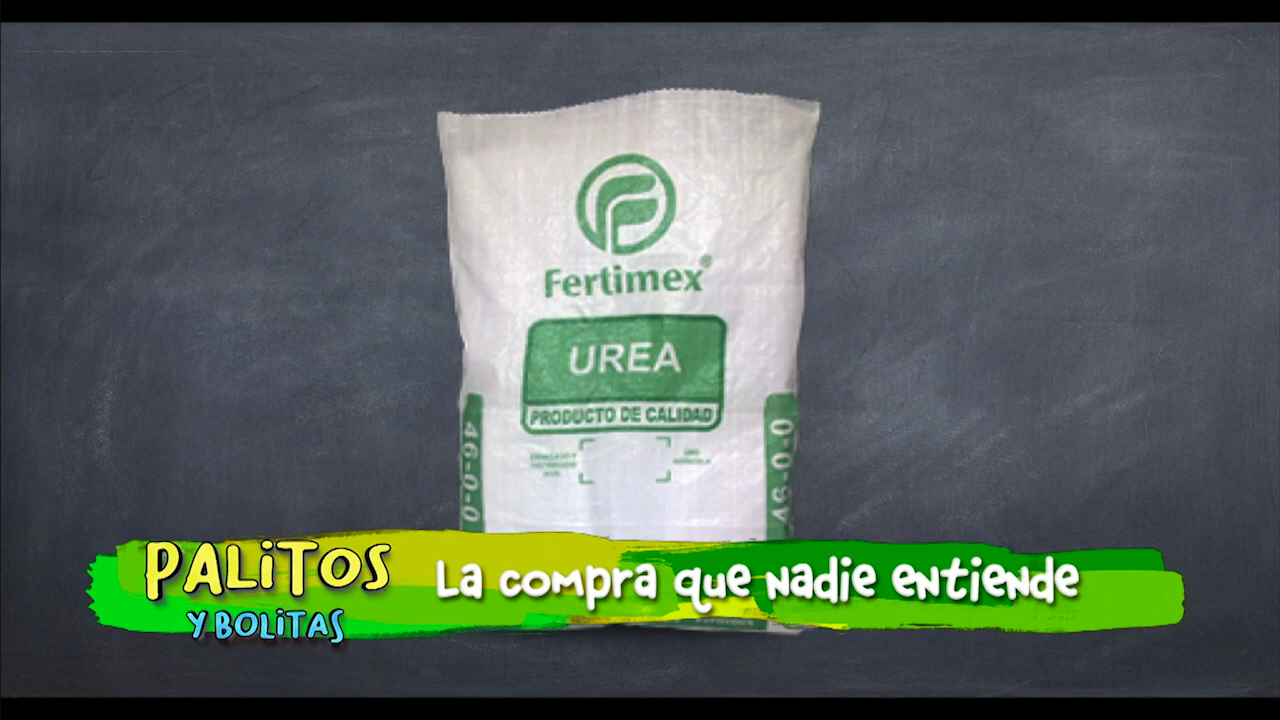 Fertimex®
UREA
PRODUCTO DE CALIDAD
46-0-0
46-0-0
PALiTOS
Y BOLiTAS
La compra que nadie entiende